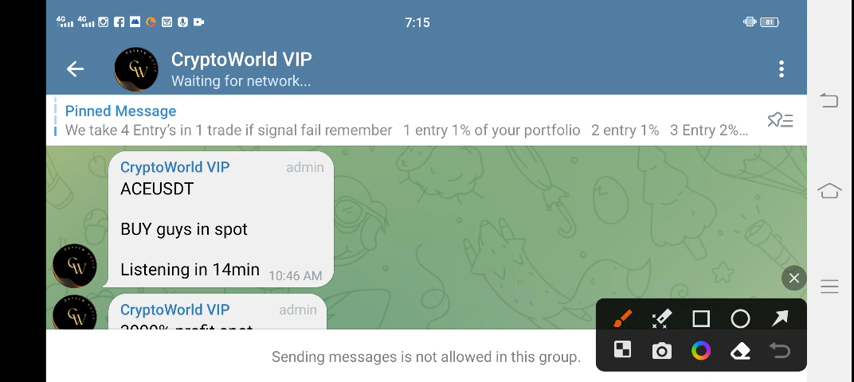 4G 4G 7:15 81
CryptoWorld VIP
Waiting for network...
Pinned Message
We take 4 Entry's in 1 trade if signal fail remember 1 entry 1% of your portfolio 2 entry 1% 3 Entry 2%...
CryptoWorld VIP admin
ACEUSDT
BUY guys in spot
Listening in 14min 10:46 AM
CryptoWorld VIP admin
Sending messages is not allowed in this group.